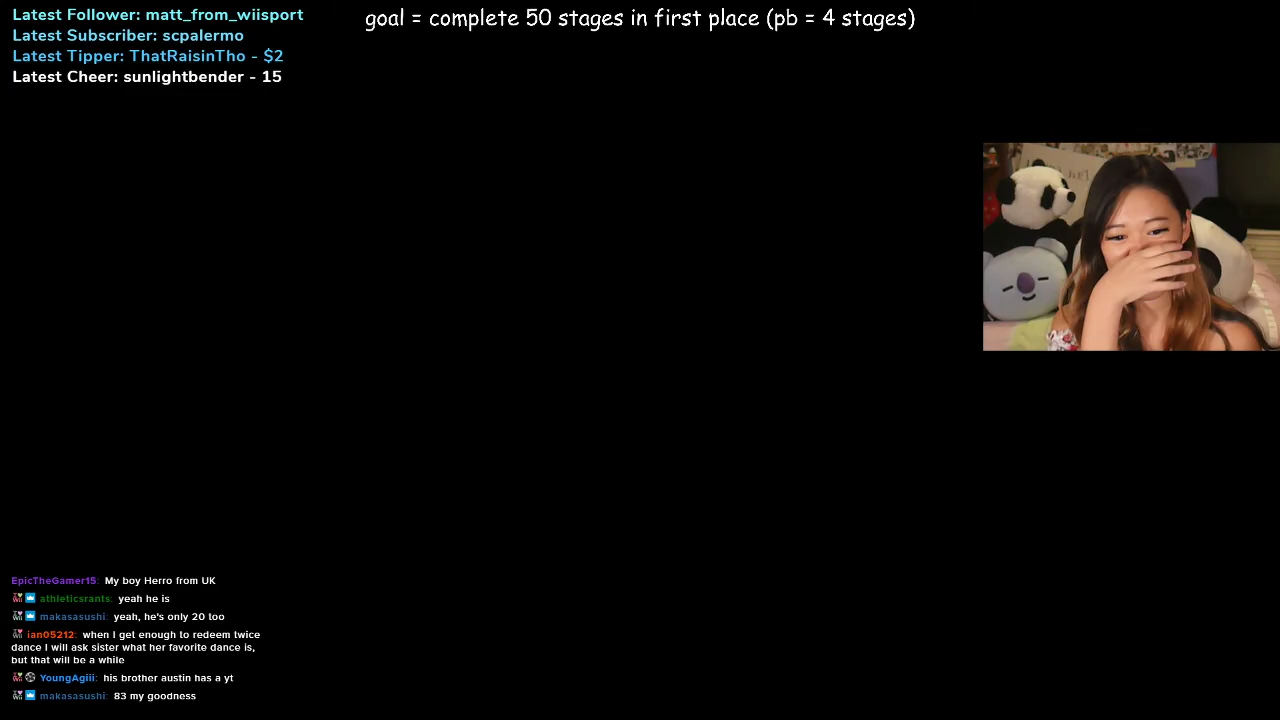 Latest Follower: matt_from_wiisport
Latest Subscriber: scpalermo
Latest Tipper: ThatRaisinTho - $2
Latest Cheer: sunlightbender - 15
goal = complete 50 stages in first place (pb = 4 stages)
EpicTheGamer15: My boy Herro from UK
athleticsrants: yeah he is
makasasushi: yeah, he's only 20 too
ian05212: when I get enough to redeem twice
dance I will ask sister what her favorite dance is,
but that will be a while
YoungAgiii: his brother austin has a yt
makasasushi: 83 my goodness